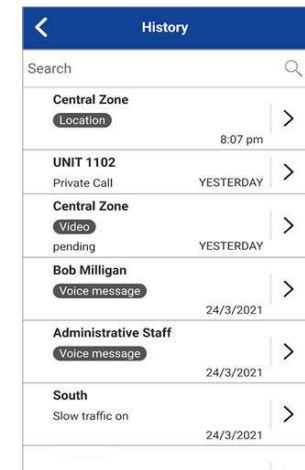 History
Search
Central Zone
Location
8:07 pm
UNIT 1102
Private Call YESTERDAY
Central Zone
Video
pending YESTERDAY
Bob Milligan
Voice message
24/3/2021
Administrative Staff
Voice message
24/3/2021
South
Slow traffic on
24/3/2021